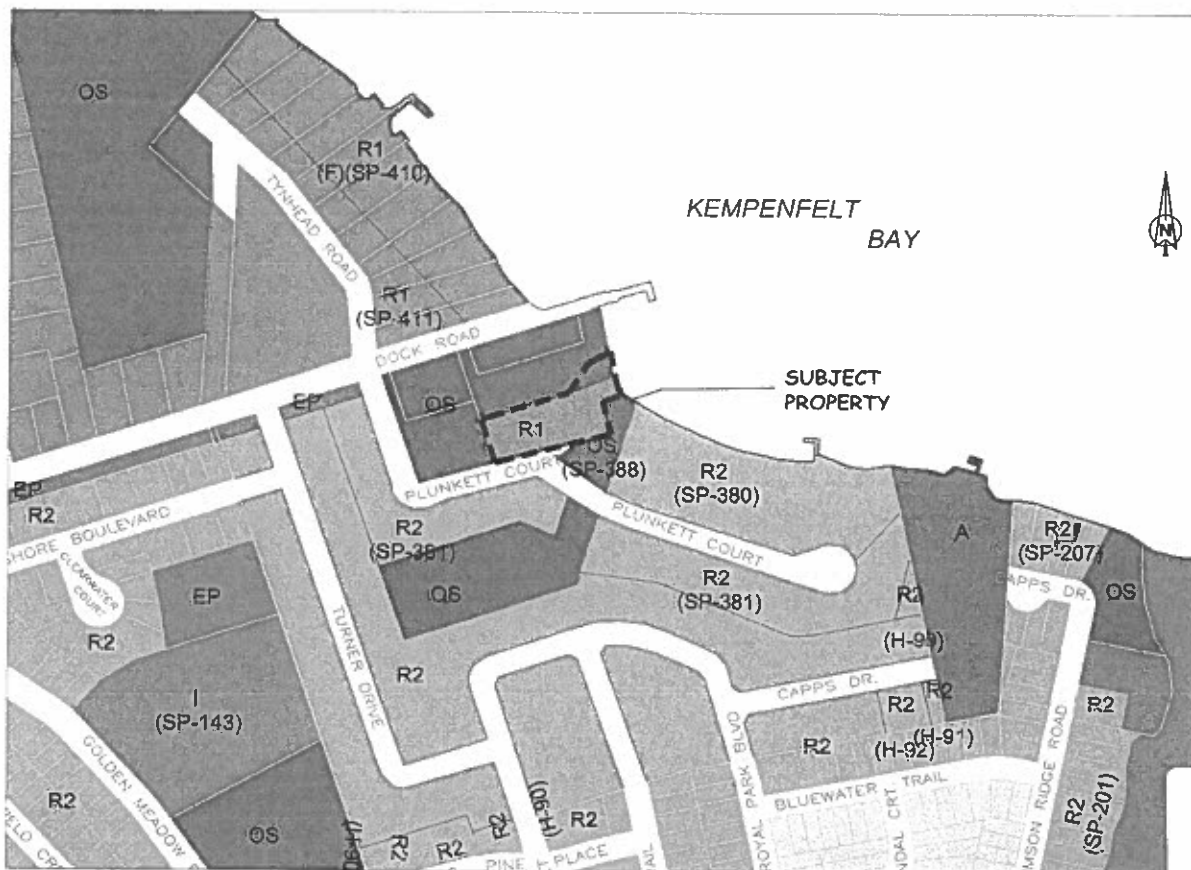 OS
R1
(F)(SP-410)
TYNHEAD ROAD
KEMPENFELT
BAY
N
R1
(SP-411)
DOCK ROAD
SUBJECT
PROPERTY
EP
OS
R1
OS
(SP-388)
PLUNKETT COURT
R2
(SP-380)
EP
R2
SHORE BOULEVARD
R2
(SP-381)
PLUNKETT COURT
A
R2
(SP-207)
CAPPS DR.
OS
CLEARWATER
COURT
EP
OS
R2
(SP-381)
R2
(H-99)
R2
TURNER DRIVE
R2
I
(SP-143)
CAPPS DR.
R2
R2
(H-92)
(H-91)
R2
R2
GOLDEN MEADOW
ROYAL PARK BLVD
BLUEWATER TRAIL
R2
OS
(H-90)
R2
R2
R2
(H-90)
R2
PINE
PLACE
RIDGE ROAD
R2
(SP-201)